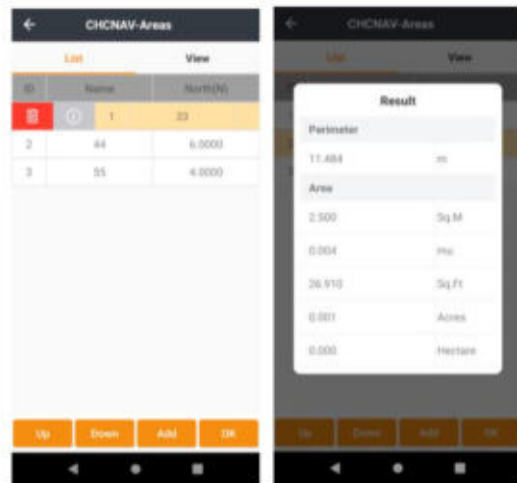 CHCNAV-Areas
List View
ID Name North(N)
1 23
2 44 6.0000
3 55 4.0000
Up Down Add OK
CHCNAV-Areas
List View
Result
Perimeter
11.484 m
Area
2.500 Sq.M
0.004 mu
26.910 Sq.Ft
0.001 Acres
0.000 Hectare
Up Down Add OK